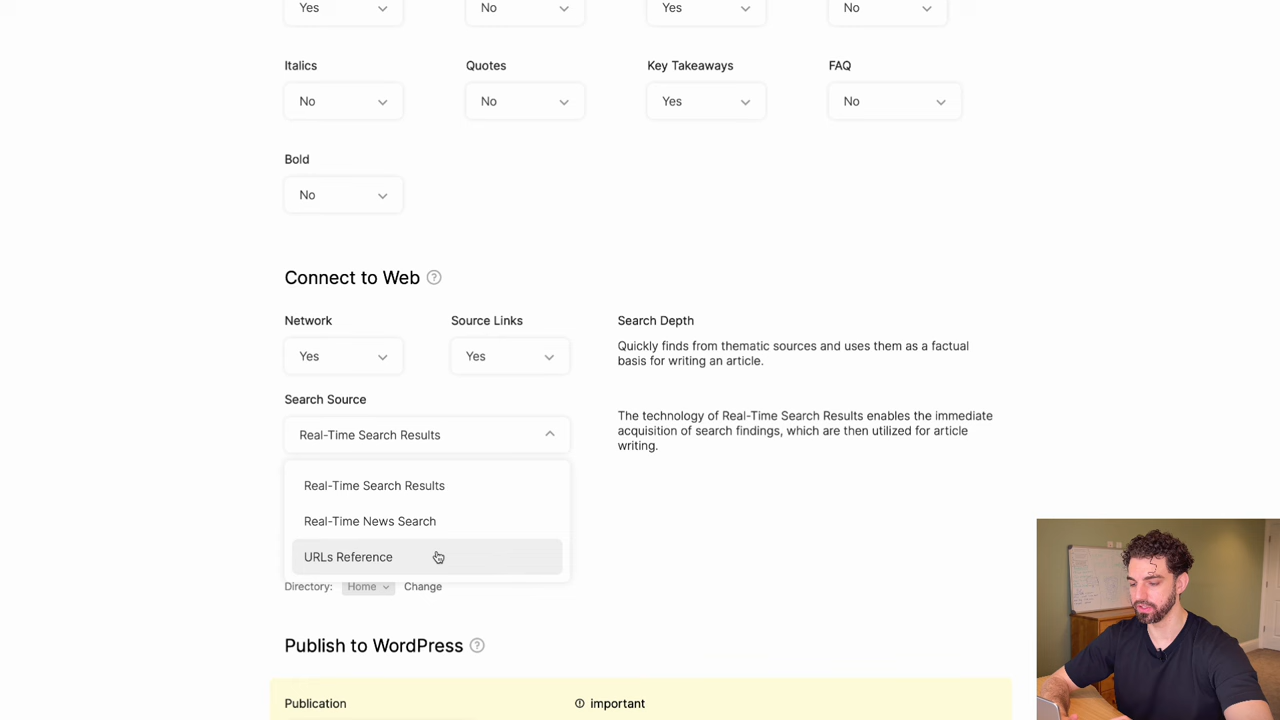 Yes No Yes No
Italics Quotes Key Takeaways FAQ
No No Yes No
Bold
No
Connect to Web ?
Network Source Links Search Depth
Yes Yes Quickly finds from thematic sources and uses them as a factual
basis for writing an article.
Search Source
Real-Time Search Results The technology of Real-Time Search Results enables the immediate
acquisition of search findings, which are then utilized for article
writing.
Real-Time Search Results
Real-Time News Search
URLs Reference
Directory: Home Change
Publish to WordPress ?
Publication important